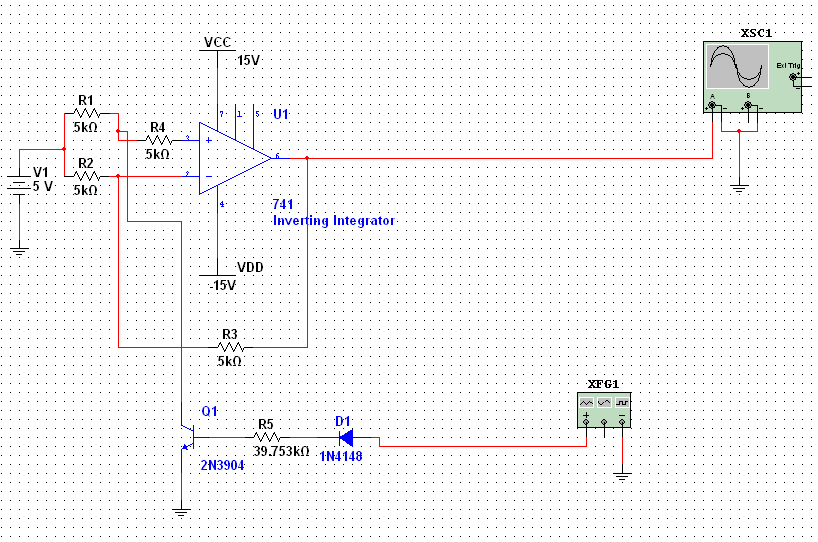 XSC1
Ext Trig
+
-
A
B
+ - + -
VCC
15V
R1
5kΩ
R4
5kΩ
7 1 5
U1
3
+
6
2
-
4
741
Inverting Integrator
R2
5kΩ
V1
5 V
VDD
-15V
R3
5kΩ
XFG1
+ -
Q1
2N3904
R5
39.753kΩ
D1
1N4148